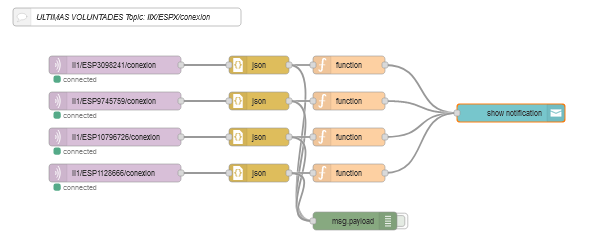 ULTIMAS VOLUNTADES Topic: IIX/ESPX/conexion
II1/ESP3098241/conexion json function
connected
II1/ESP9745759/conexion json function
show notification
connected
II1/ESP10796726/conexion json function
connected
II1/ESP1128666/conexion json function
connected
msg.payload